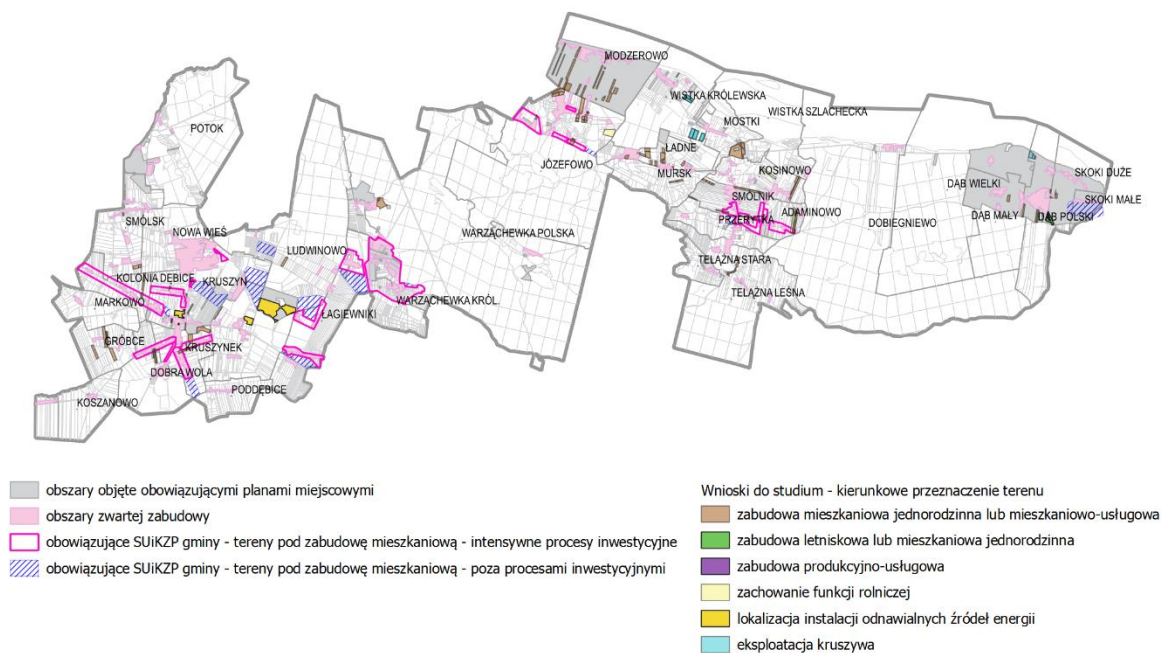 MODZEROWO
WISTKA KRÓLEWSKA
WISTKA SZLACHECKA
MOSTKI
POTOK
ŁADNE
JÓZEFOWO
MURSK
KOSINOWO
SKOKI DUŻE
DĄB WIELKI
SMÓLNIK
SKOKI MAŁE
SMÓLSK
PRZERYTKA
ADAMINOWO
DĄB MAŁY
DĄB POLSKI
DOBIEGNIEWO
NOWA WIEŚ
LUDWINOWO
WARZĄCHEWKA POLSKA
TELĄŻNA STARA
KOLONIA DĘBICE
KRUSZYN
TELĄŻNA LEŚNA
MARKOWO
WARZĄCHEWKA KRÓL.
ŁAGIEWNIKI
GRÓBCE
KRUSZYNEK
DOBRA WOLA
PODDĘBICE
KOSZANOWO
obszary objęte obowiązującymi planami miejscowymi
obszary zwartej zabudowy
obowiązujące SUiKZP gminy - tereny pod zabudowę mieszkaniową - intensywne procesy inwestycyjne
obowiązujące SUiKZP gminy - tereny pod zabudowę mieszkaniową - poza procesami inwestycyjnymi
Wnioski do studium - kierunkowe przeznaczenie terenu
zabudowa mieszkaniowa jednorodzinna lub mieszkaniowo-usługowa
zabudowa letniskowa lub mieszkaniowa jednorodzinna
zabudowa produkcyjno-usługowa
zachowanie funkcji rolniczej
lokalizacja instalacji odnawialnych źródeł energii
eksploatacja kruszywa